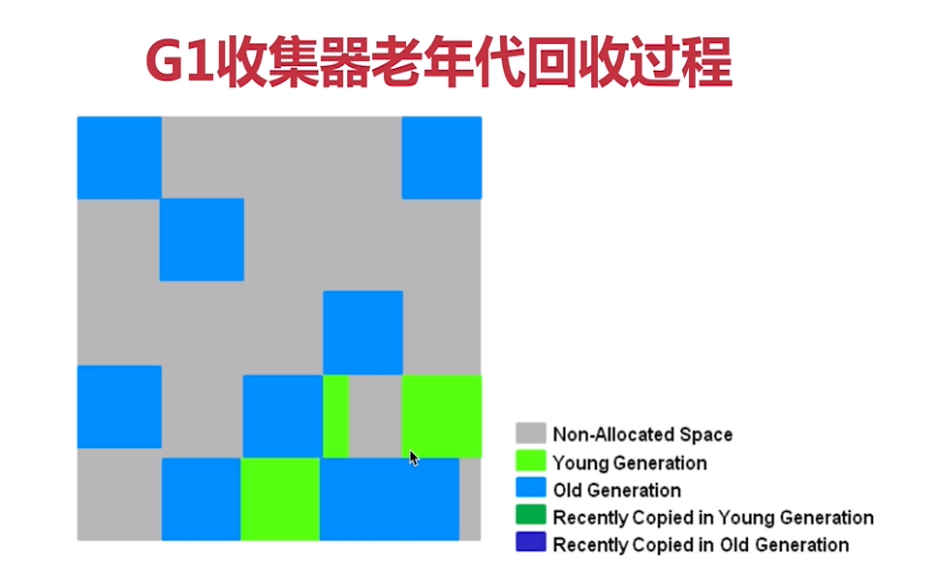 G1收集器老年代回收过程
Non-Allocated Space
Young Generation
Old Generation
Recently Copied in Young Generation
Recently Copied in Old Generation